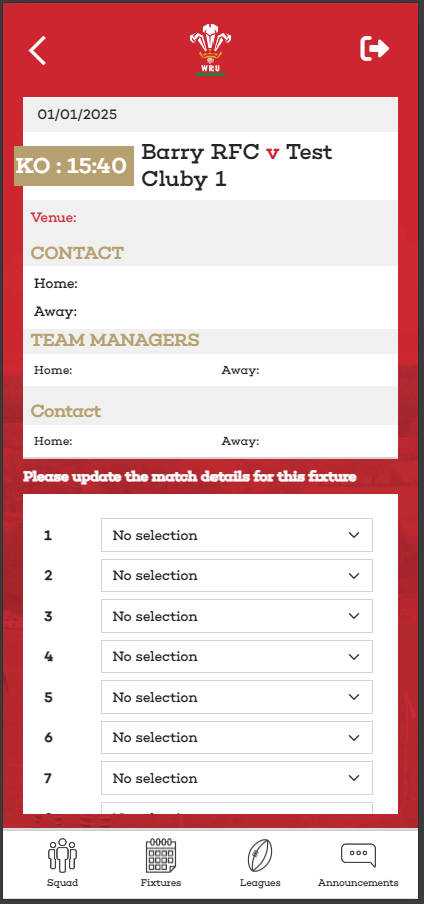 WRU
01/01/2025
KO : 15:40
Barry RFC v Test
Cluby 1
Venue:
CONTACT
Home:
Away:
TEAM MANAGERS
Home: Away:
Contact
Home: Away:
Please update the match details for this fixture
1 No selection
2 No selection
3 No selection
4 No selection
5 No selection
6 No selection
7 No selection
Squad Fixtures Leagues Announcements